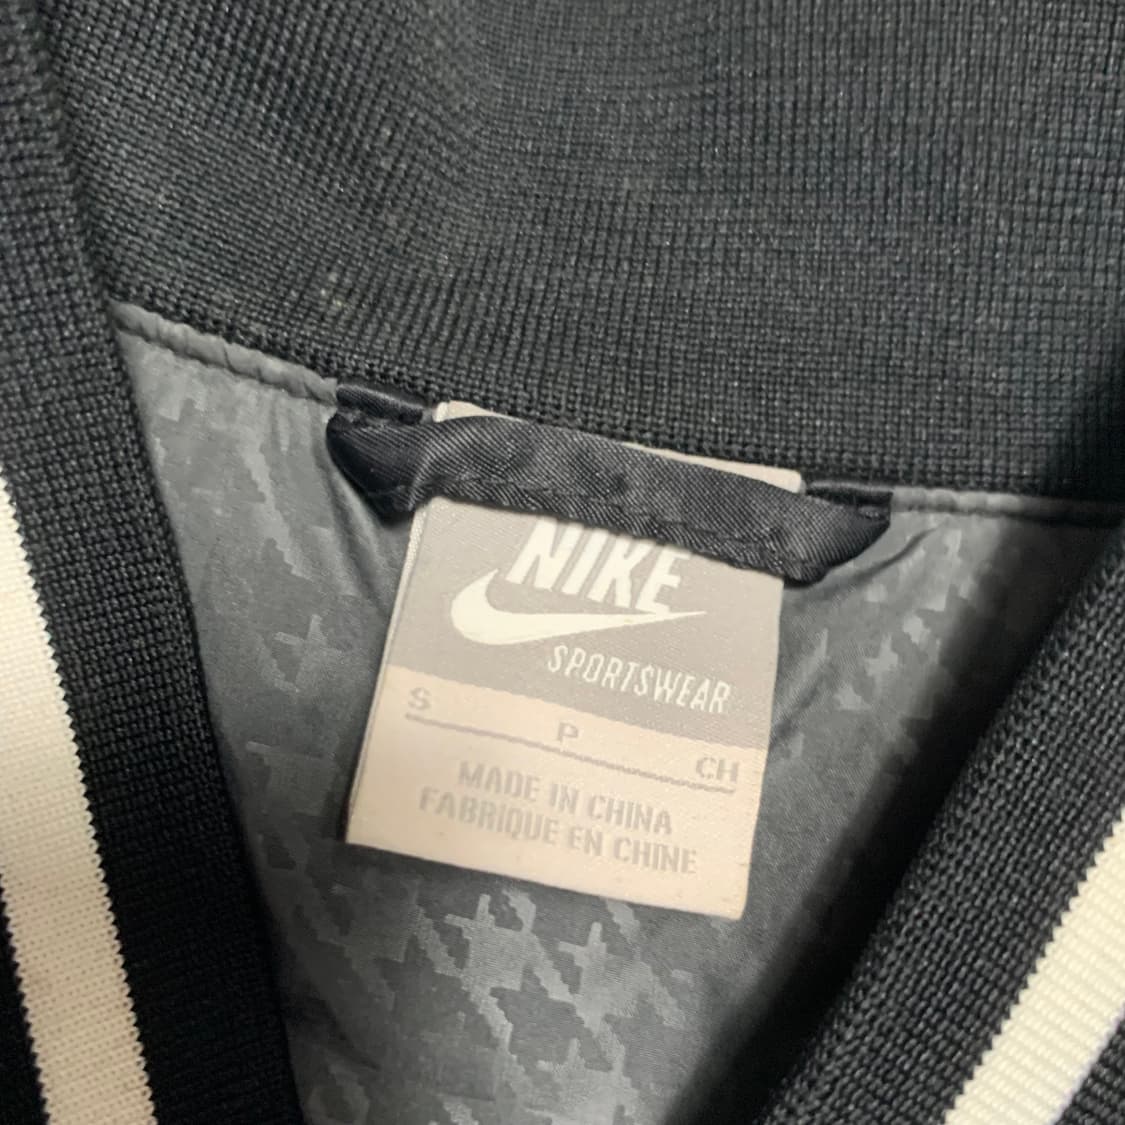 NIKE
SPORTSWEAR
S P CH
MADE IN CHINA
FABRIQUE EN CHINE